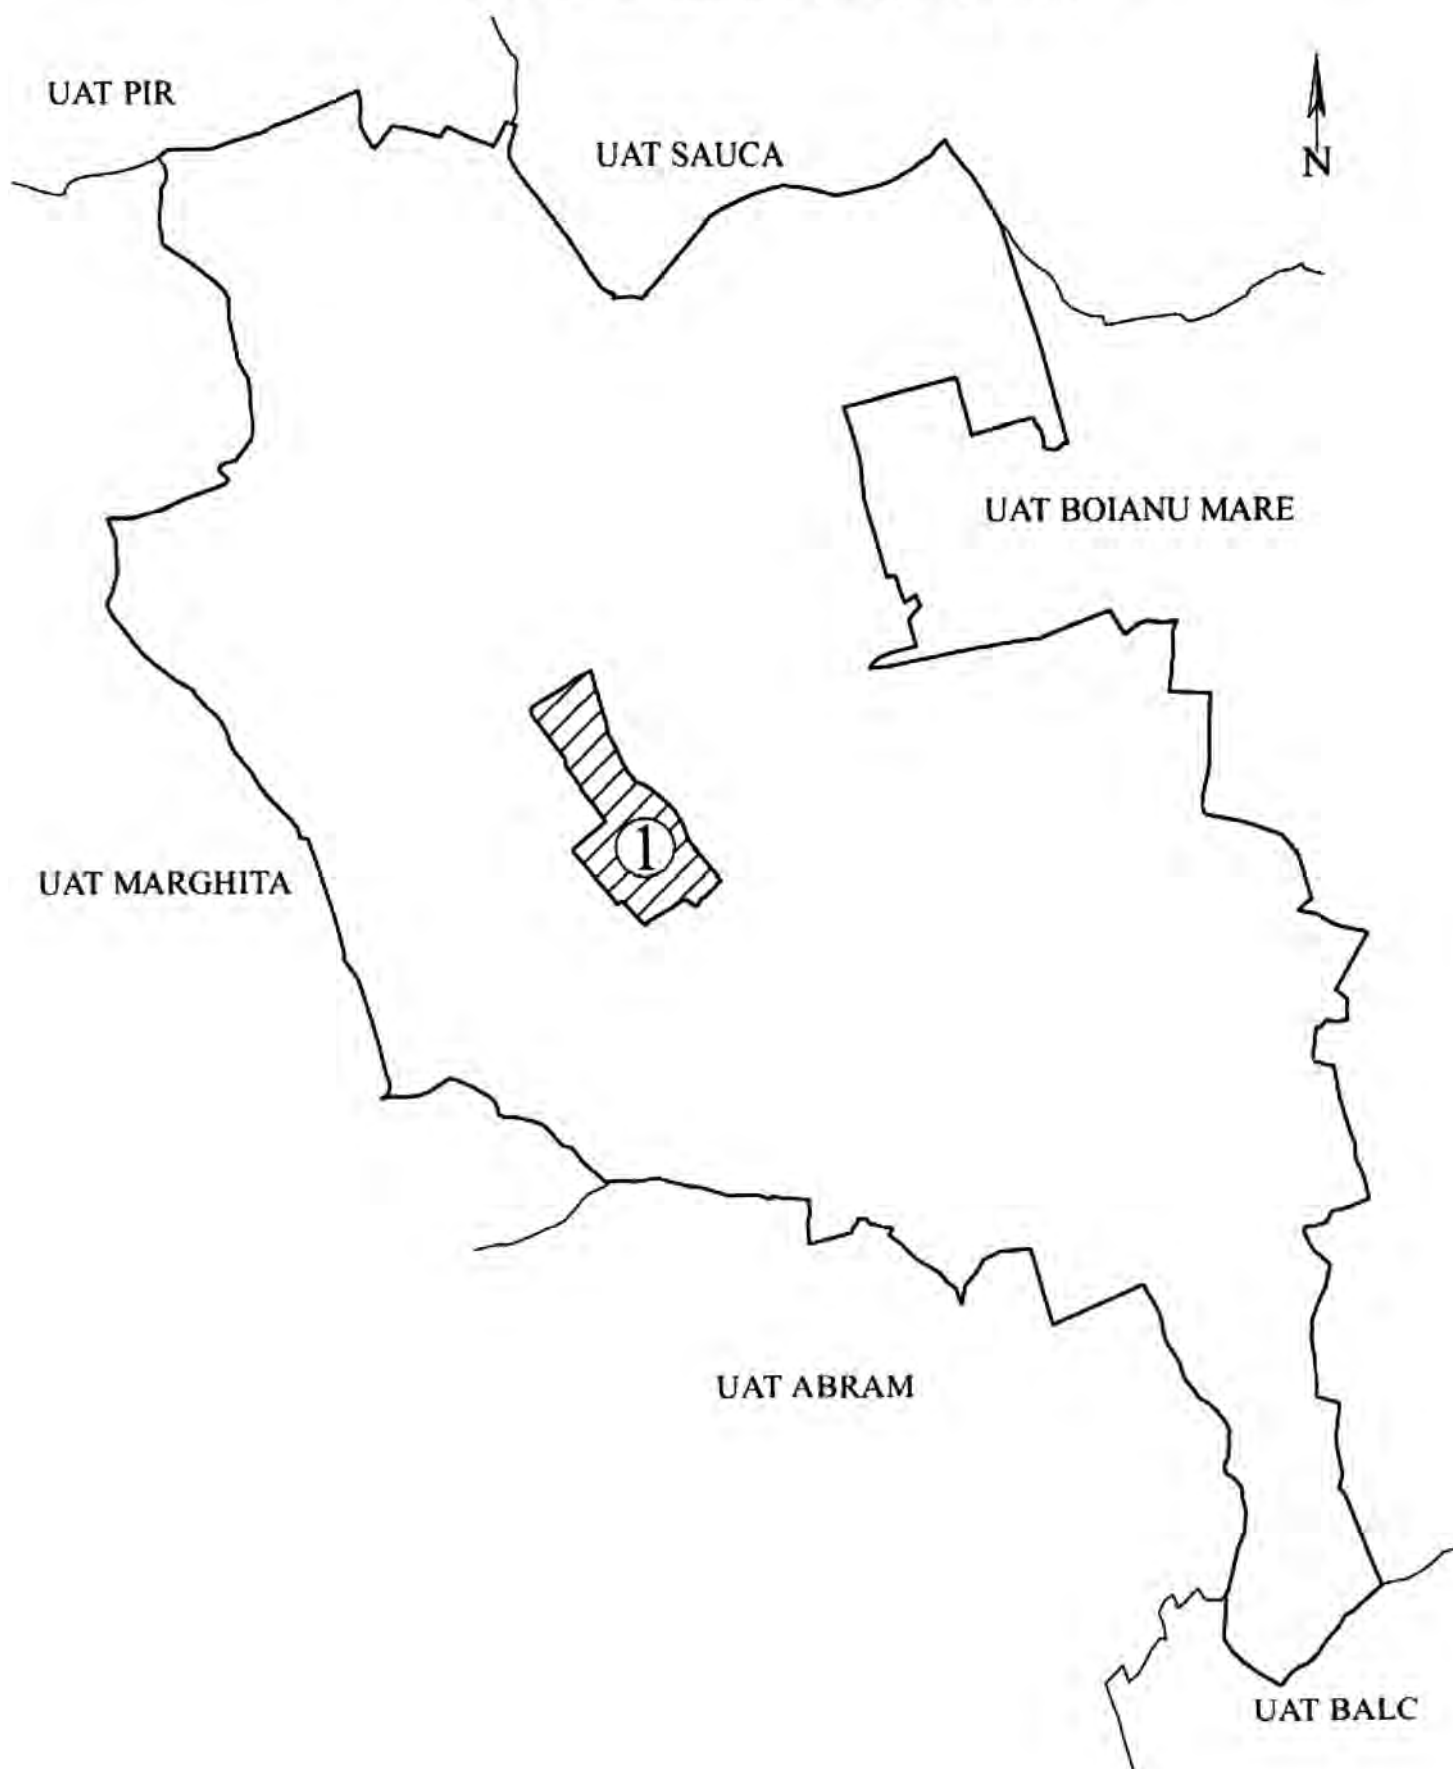 UAT PIR
UAT SAUCA
N
UAT BOIANU MARE
1
UAT MARGHITA
UAT ABRAM
UAT BALC